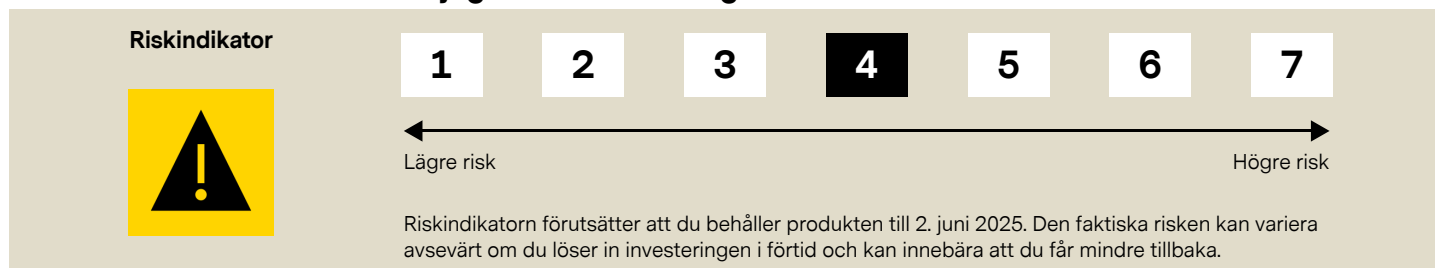 Riskindikator
1 2 3 4 5 6 7
Lägre risk Högre risk
Riskindikatorn förutsätter att du behåller produkten till 2. juni 2025. Den faktiska risken kan variera
avsevärt om du löser in investeringen i förtid och kan innebära att du får mindre tillbaka.